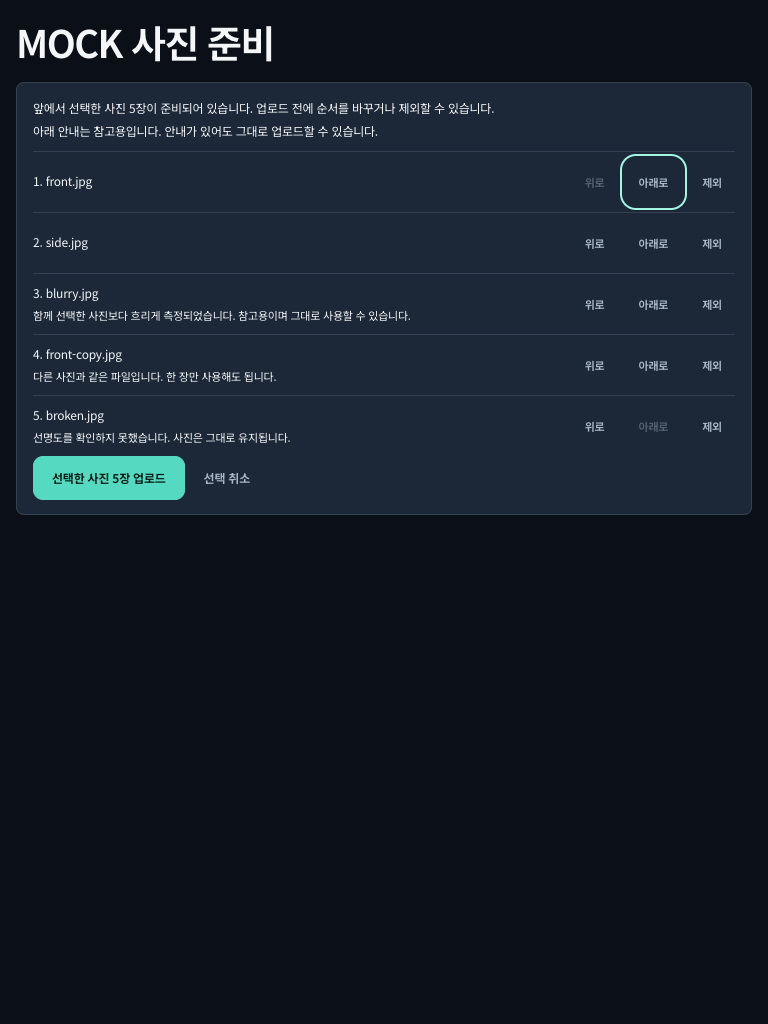 MOCK 사진 준비
앞에서 선택한 사진 5장이 준비되어 있습니다. 업로드 전에 순서를 바꾸거나 제외할 수 있습니다.
아래 안내는 참고용입니다. 안내가 있어도 그대로 업로드할 수 있습니다.
1. front.jpg 위로 아래로 제외
2. side.jpg 위로 아래로 제외
3. blurry.jpg 위로 아래로 제외
함께 선택한 사진보다 흐리게 측정되었습니다. 참고용이며 그대로 사용할 수 있습니다.
4. front-copy.jpg 위로 아래로 제외
다른 사진과 같은 파일입니다. 한 장만 사용해도 됩니다.
5. broken.jpg 위로 아래로 제외
선명도를 확인하지 못했습니다. 사진은 그대로 유지됩니다.
선택한 사진 5장 업로드 선택 취소